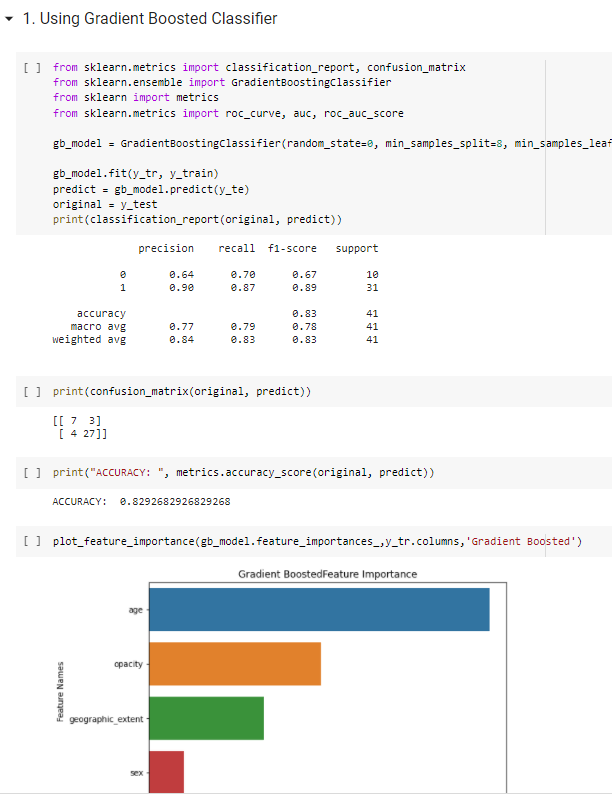 1. Using Gradient Boosted Classifier
[ ] from sklearn.metrics import classification_report, confusion_matrix
from sklearn.ensemble import GradientBoostingClassifier
from sklearn import metrics
from sklearn.metrics import roc_curve, auc, roc_auc_score
gb_model = GradientBoostingClassifier(random_state=0, min_samples_split=8, min_samples_leaf
gb_model.fit(y_tr, y_train)
predict = gb_model.predict(y_te)
original = y_test
print(classification_report(original, predict))
precision recall f1-score support
0 0.64 0.70 0.67 10
1 0.90 0.87 0.89 31
accuracy 0.83 41
macro avg 0.77 0.79 0.78 41
weighted avg 0.84 0.83 0.83 41
[ ] print(confusion_matrix(original, predict))
[[ 7 3]
[ 4 27]]
[ ] print("ACCURACY: ", metrics.accuracy_score(original, predict))
ACCURACY: 0.8292682926829268
[ ] plot_feature_importance(gb_model.feature_importances_,y_tr.columns,'Gradient Boosted')
Gradient BoostedFeature Importance
age
opacity
Feature Names
geographic_extent
sex